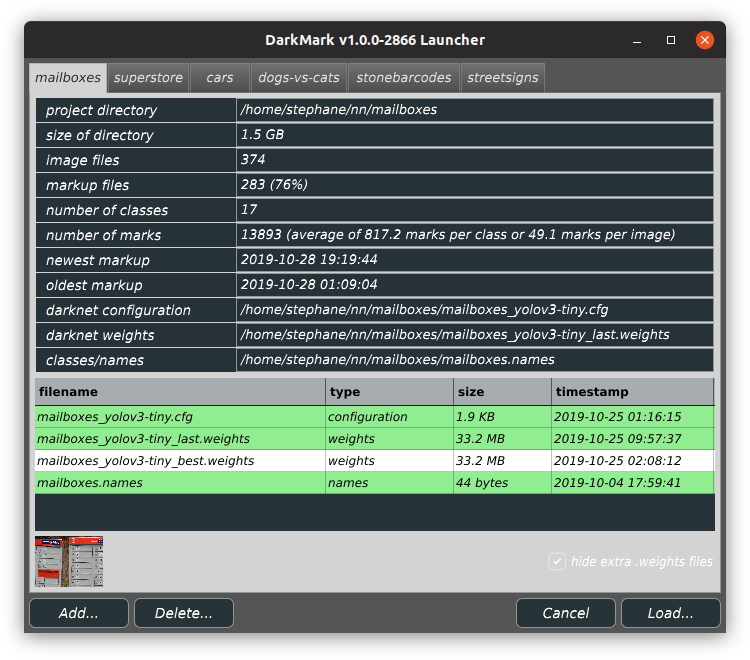 DarkMark v1.0.0-2866 Launcher
mailboxes superstore cars dogs-vs-cats stonebarcodes streetsigns
project directory /home/stephane/nn/mailboxes
size of directory 1.5 GB
image files 374
markup files 283 (76%)
number of classes 17
number of marks 13893 (average of 817.2 marks per class or 49.1 marks per image)
newest markup 2019-10-28 19:19:44
oldest markup 2019-10-28 01:09:04
darknet configuration /home/stephane/nn/mailboxes/mailboxes_yolov3-tiny.cfg
darknet weights /home/stephane/nn/mailboxes/mailboxes_yolov3-tiny_last.weights
classes/names /home/stephane/nn/mailboxes/mailboxes.names
filename type size timestamp
mailboxes_yolov3-tiny.cfg configuration 1.9 KB 2019-10-25 01:16:15
mailboxes_yolov3-tiny_last.weights weights 33.2 MB 2019-10-25 09:57:37
mailboxes_yolov3-tiny_best.weights weights 33.2 MB 2019-10-25 02:08:12
mailboxes.names names 44 bytes 2019-10-04 17:59:41
hide extra .weights files
Add... Delete... Cancel Load...